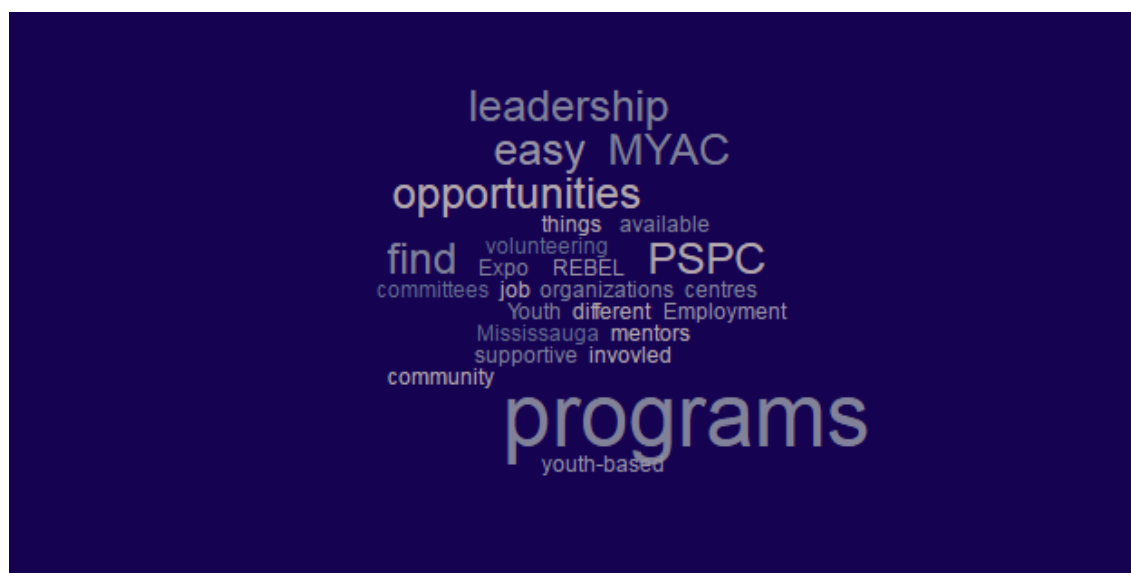 leadership
easy MYAC
opportunities
things available
find volunteering PSPC
Expo REBEL
committees job organizations centres
Youth different Employment
Mississauga mentors
supportive invovled
community
programs
youth-based